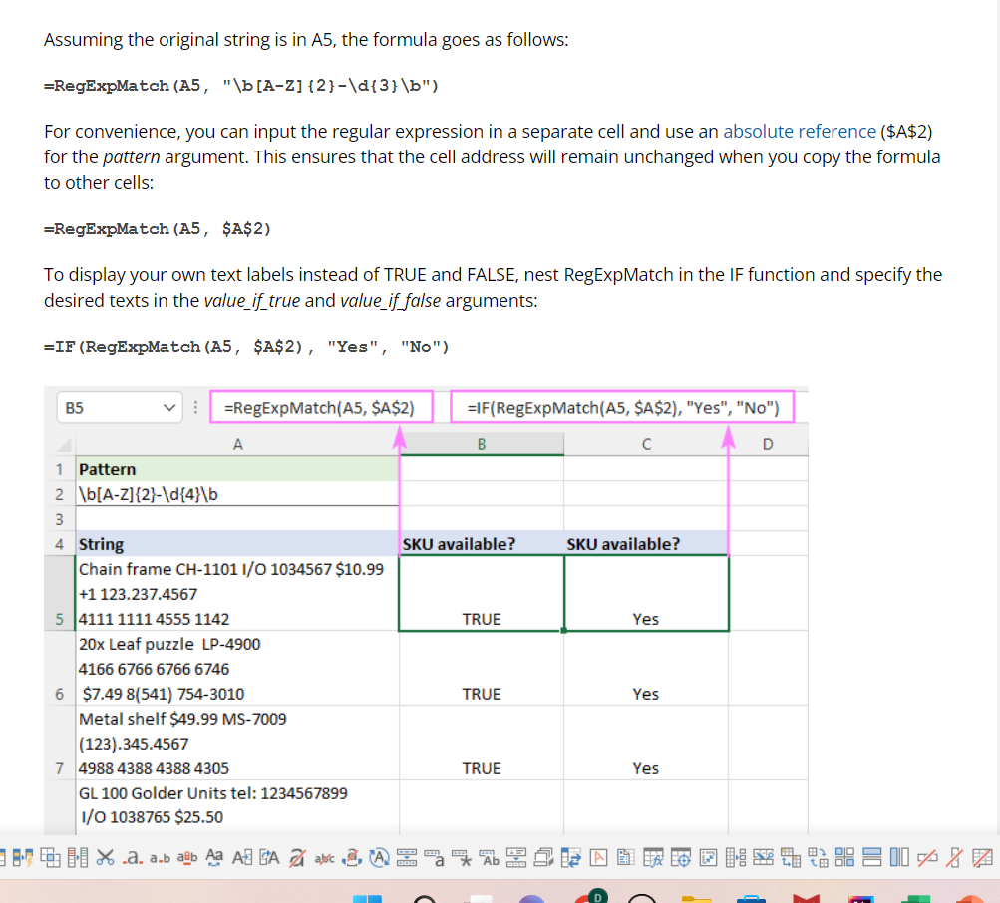 Assuming the original string is in A5, the formula goes as follows:
=RegExpMatch(A5, "\b[A-Z]{2}-\d{3}\b")
For convenience, you can input the regular expression in a separate cell and use an absolute reference ($A$2)
for the pattern argument. This ensures that the cell address will remain unchanged when you copy the formula
to other cells:
=RegExpMatch(A5, $A$2)
To display your own text labels instead of TRUE and FALSE, nest RegExpMatch in the IF function and specify the
desired texts in the value_if_true and value_if_false arguments:
=IF(RegExpMatch(A5, $A$2), "Yes", "No")
B5 =RegExpMatch(A5, $A$2) =IF(RegExpMatch(A5, $A$2), "Yes", "No")
A B C D
1 Pattern
2 \b[A-Z]{2}-\d{4}\b
3
4 String SKU available? SKU available?
Chain frame CH-1101 I/O 1034567 $10.99
+1 123.237.4567
5 4111 1111 4555 1142 TRUE Yes
20x Leaf puzzle LP-4900
4166 6766 6766 6746
6 $7.49 8(541) 754-3010 TRUE Yes
Metal shelf $49.99 MS-7009
(123).345.4567
7 4988 4388 4388 4305 TRUE Yes
GL 100 Golder Units tel: 1234567899
I/O 1038765 $25.50